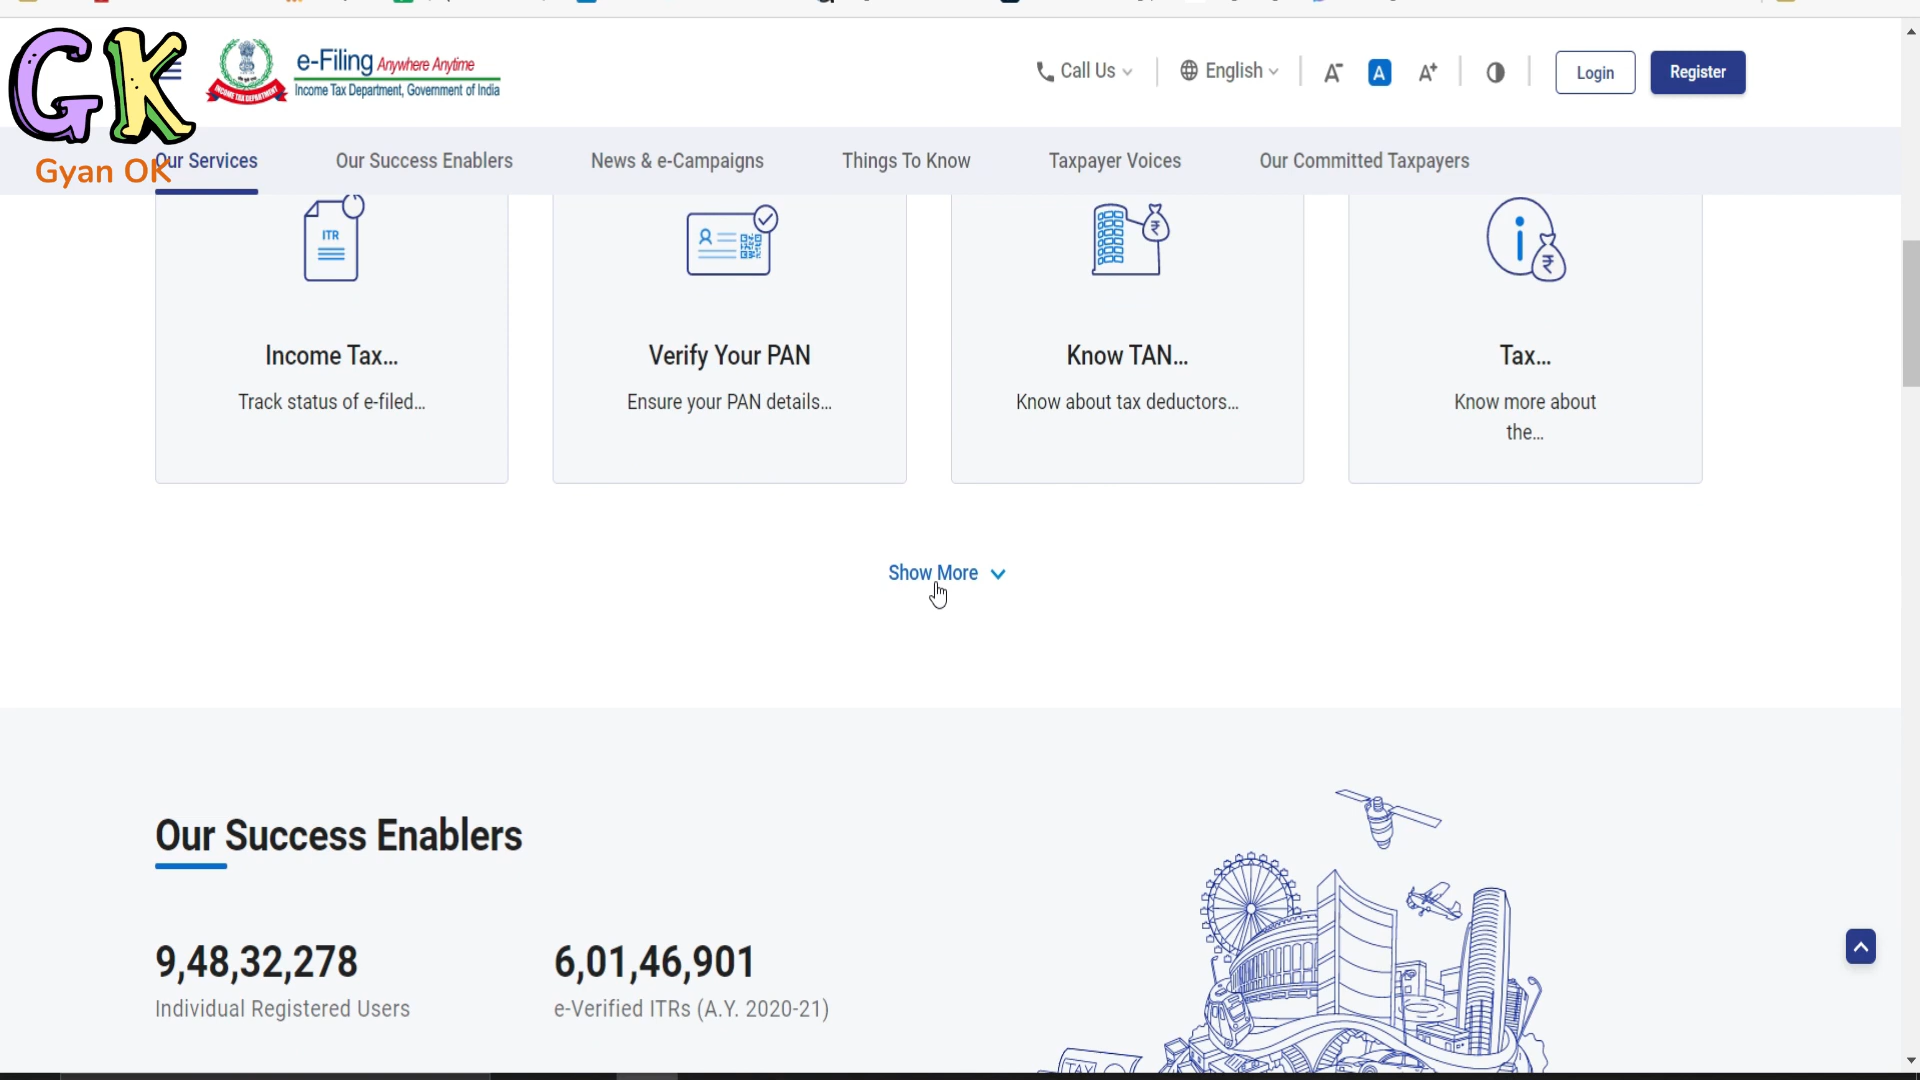 GK
Gyan OK
e-Filing Anywhere Anytime
Income Tax Department, Government of India
INCOME TAX DEPARTMENT
Call Us
English
A-
A
A+
Login
Register
Our Services
Our Success Enablers
News & e-Campaigns
Things To Know
Taxpayer Voices
Our Committed Taxpayers
ITR
₹
i
₹
Income Tax...
Verify Your PAN
Know TAN...
Tax...
Track status of e-filed...
Ensure your PAN details...
Know about tax deductors...
Know more about
the...
Show More
Our Success Enablers
9,48,32,278
Individual Registered Users
6,01,46,901
e-Verified ITRs (A.Y. 2020-21)
TAX